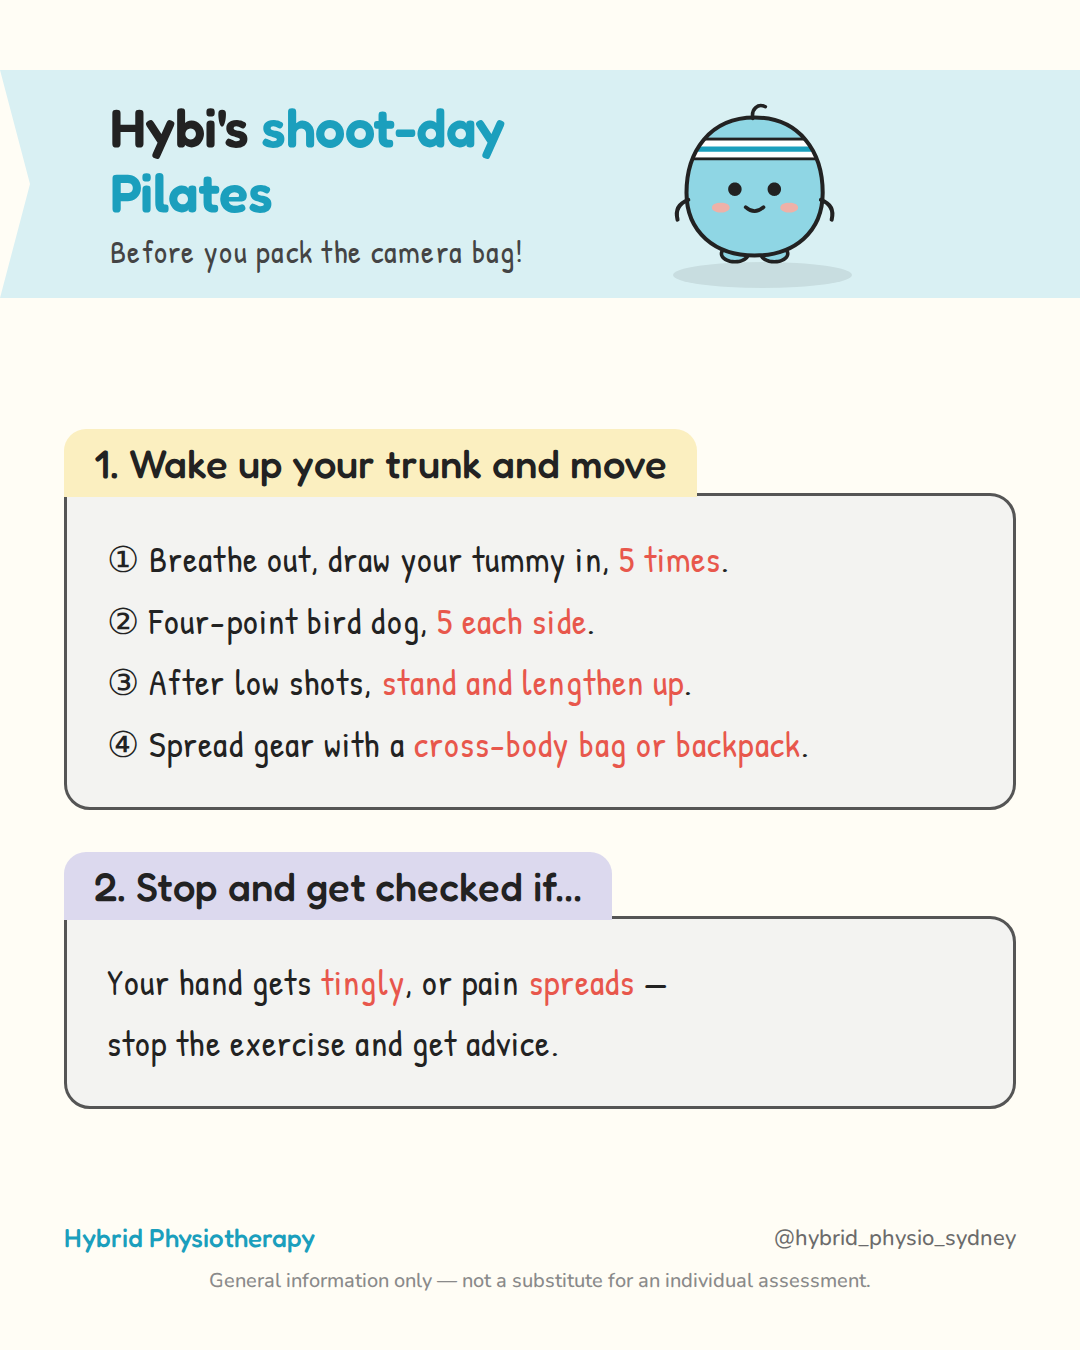 Hybi's shoot-day
Pilates
Before you pack the camera bag!
1. Wake up your trunk and move
① Breathe out, draw your tummy in, 5 times.
② Four-point bird dog, 5 each side.
③ After low shots, stand and lengthen up.
④ Spread gear with a cross-body bag or backpack.
2. Stop and get checked if...
Your hand gets tingly, or pain spreads —
stop the exercise and get advice.
Hybrid Physiotherapy
@hybrid_physio_sydney
General information only — not a substitute for an individual assessment.